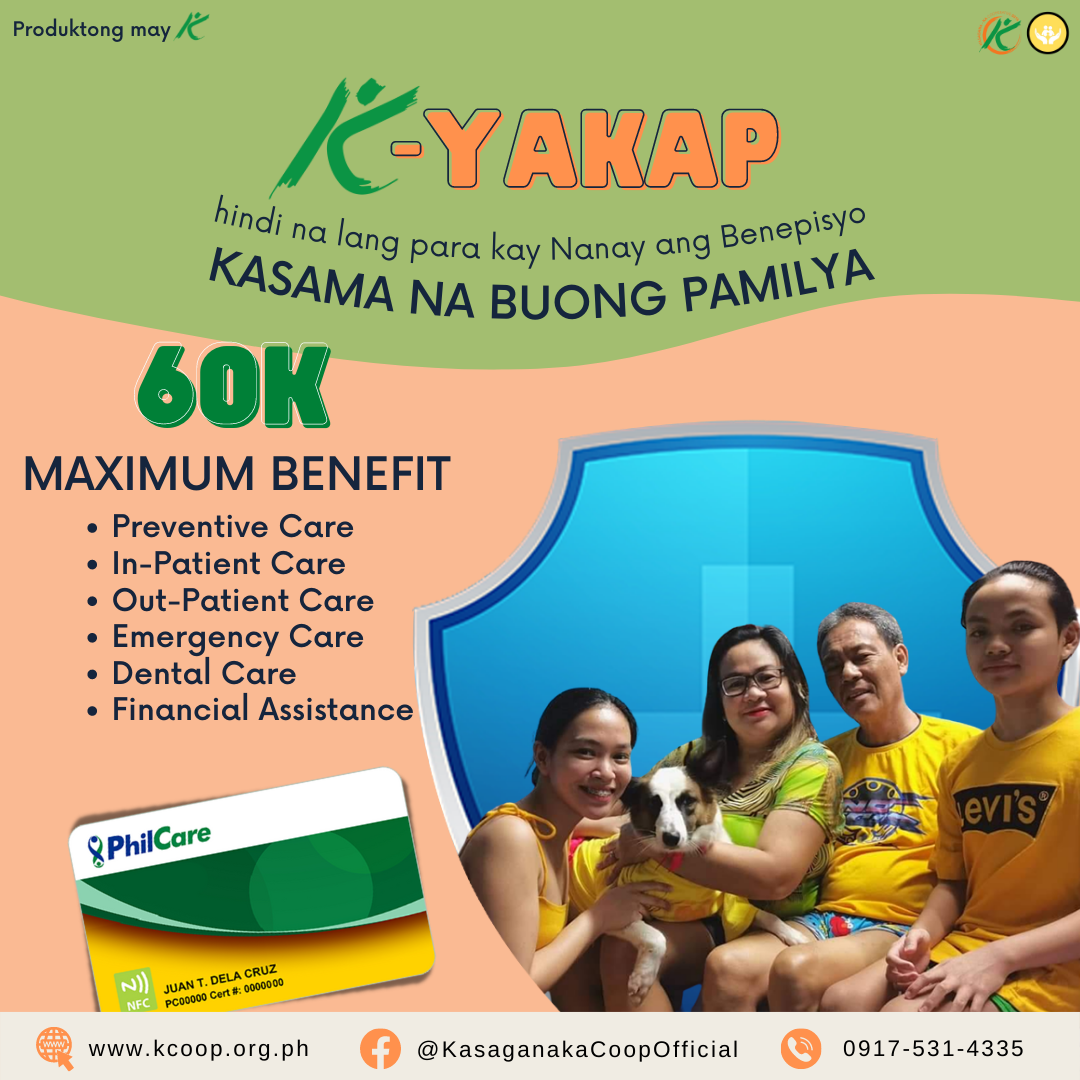 Produktong may K
K-YAKAP
hindi na lang para kay Nanay ang Benepisyo
KASAMA NA BUONG PAMILYA
60K
MAXIMUM BENEFIT
• Preventive Care
• In-Patient Care
• Out-Patient Care
• Emergency Care
• Dental Care
• Financial Assistance
PhilCare
NFC
JUAN T. DELA CRUZ
PC00000 Cert #: 0000000
Levi's®
www.kcoop.org.ph
@KasaganakaCoopOfficial
0917-531-4335